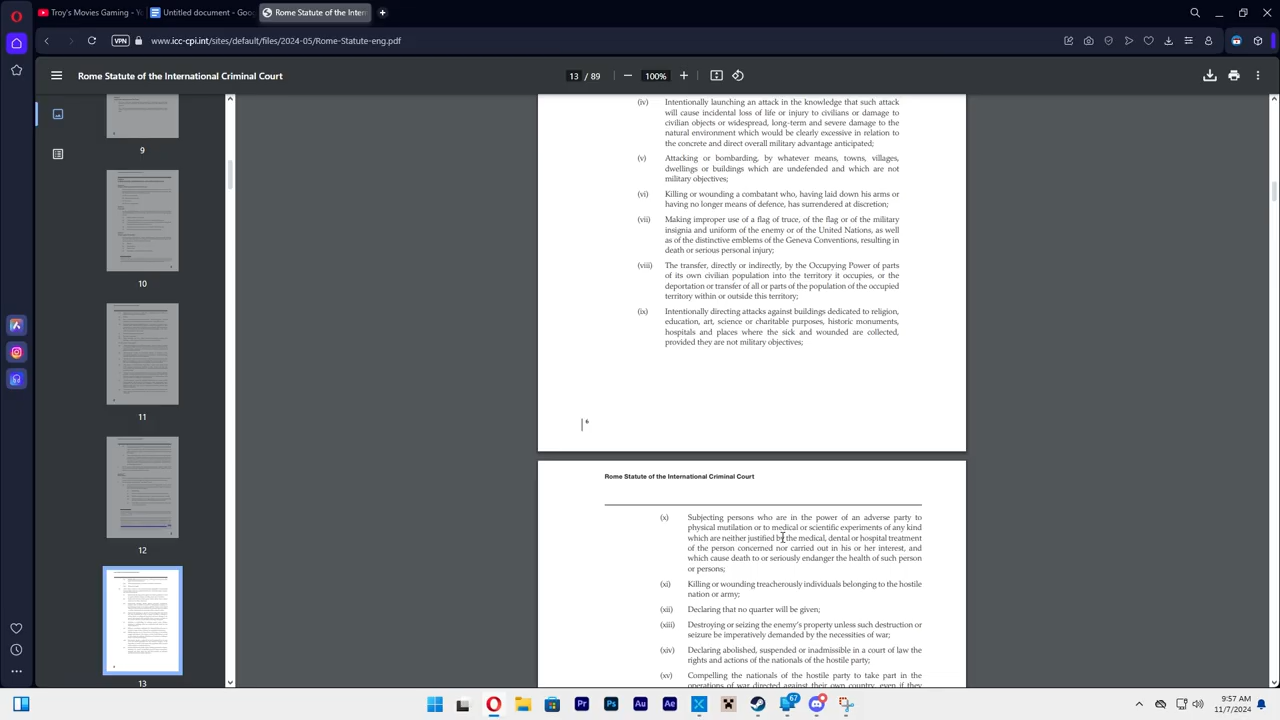 Troy's Movies Gaming - Y
Untitled document - Goo
Rome Statute of the Inter
VPN
www.icc-cpi.int/sites/default/files/2024-05/Rome-Statute-eng.pdf
Rome Statute of the International Criminal Court
13 / 89
100%
9
10
11
12
13
(iv) Intentionally launching an attack in the knowledge that such attack
will cause incidental loss of life or injury to civilians or damage to
civilian objects or widespread, long-term and severe damage to the
natural environment which would be clearly excessive in relation to
the concrete and direct overall military advantage anticipated;
(v) Attacking or bombarding, by whatever means, towns, villages,
dwellings or buildings which are undefended and which are not
military objectives;
(vi) Killing or wounding a combatant who, having laid down his arms or
having no longer means of defence, has surrendered at discretion;
(vii) Making improper use of a flag of truce, of the flag or of the military
insignia and uniform of the enemy or of the United Nations, as well
as of the distinctive emblems of the Geneva Conventions, resulting in
death or serious personal injury;
(viii) The transfer, directly or indirectly, by the Occupying Power of parts
of its own civilian population into the territory it occupies, or the
deportation or transfer of all or parts of the population of the occupied
territory within or outside this territory;
(ix) Intentionally directing attacks against buildings dedicated to religion,
education, art, science or charitable purposes, historic monuments,
hospitals and places where the sick and wounded are collected,
provided they are not military objectives;
6
Rome Statute of the International Criminal Court
(x) Subjecting persons who are in the power of an adverse party to
physical mutilation or to medical or scientific experiments of any kind
which are neither justified by the medical, dental or hospital treatment
of the person concerned nor carried out in his or her interest, and
which cause death to or seriously endanger the health of such person
or persons;
(xi) Killing or wounding treacherously individuals belonging to the hostile
nation or army;
(xii) Declaring that no quarter will be given;
(xiii) Destroying or seizing the enemy's property unless such destruction or
seizure be imperatively demanded by the necessities of war;
(xiv) Declaring abolished, suspended or inadmissible in a court of law the
rights and actions of the nationals of the hostile party;
(xv) Compelling the nationals of the hostile party to take part in the
operations of war directed against their own country, even if they
Pr
Ps
Au
Ae
67
9:57 AM
11/7/2024